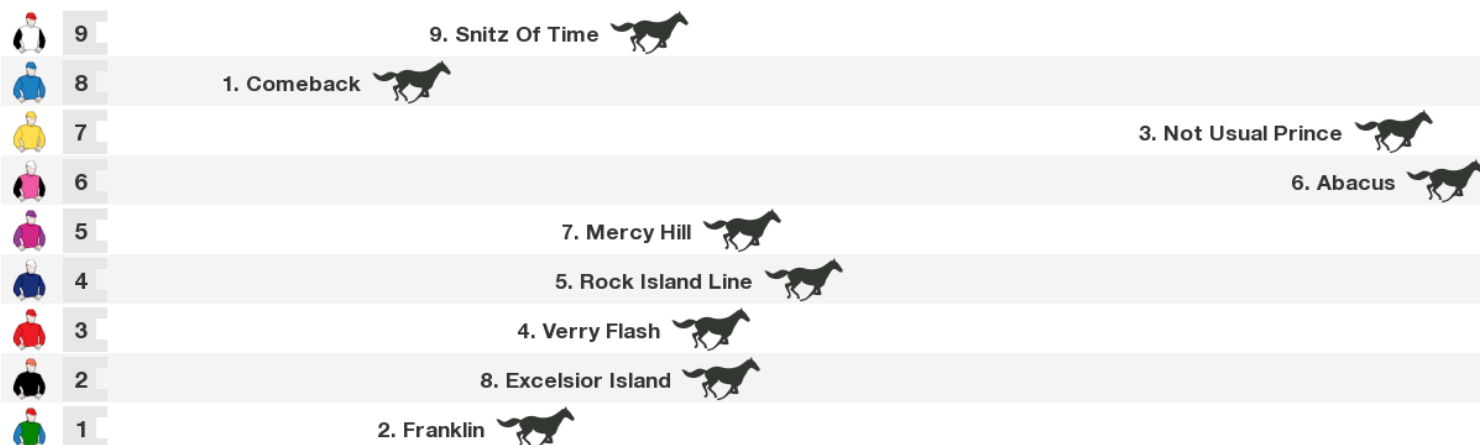 9 9. Snitz Of Time
8 1. Comeback
7 3. Not Usual Prince
6 6. Abacus
5 7. Mercy Hill
4 5. Rock Island Line
3 4. Verry Flash
2 8. Excelsior Island
1 2. Franklin